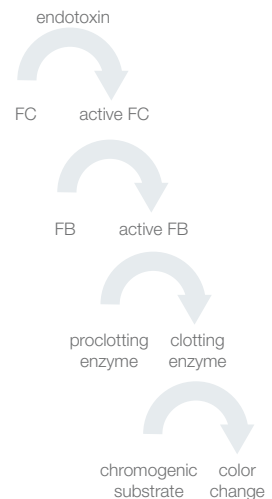 endotoxin
FC active FC
FB active FB
proclotting clotting
enzyme enzyme
chromogenic color
substrate change